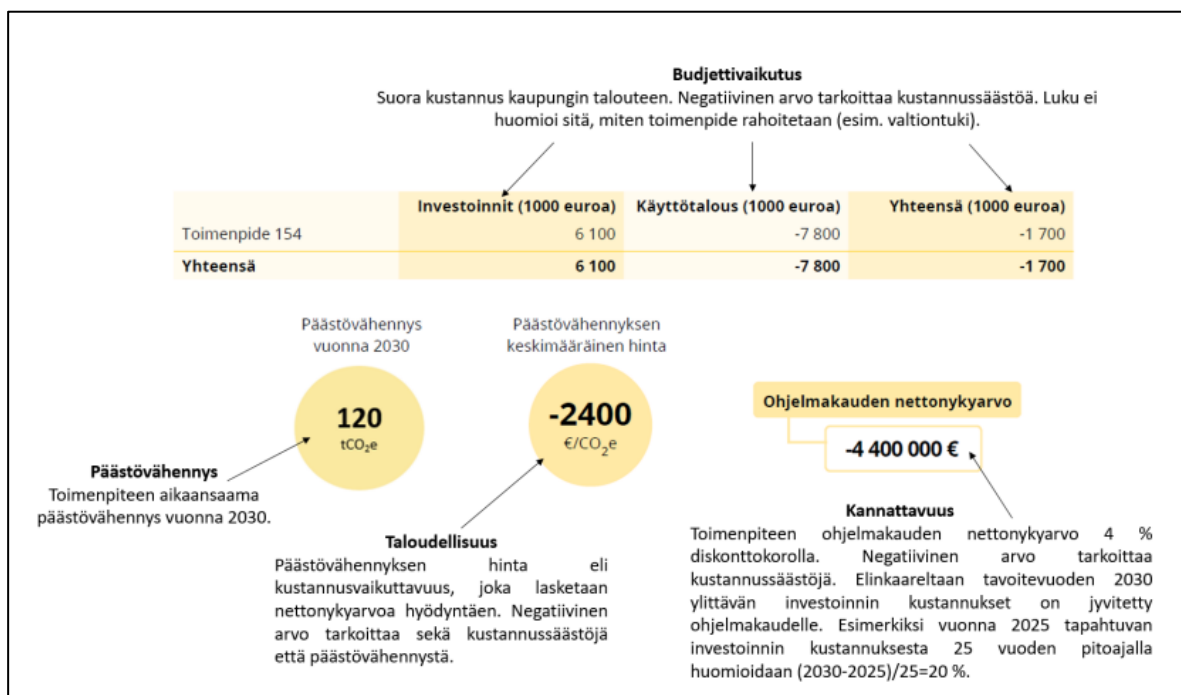 Budjettivaikutus
Suora kustannus kaupungin talouteen. Negatiivinen arvo tarkoittaa kustannussäästöä. Luku ei
huomioi sitä, miten toimenpide rahoitetaan (esim. valtiontuki).
Investoinnit (1000 euroa) Käyttötalous (1000 euroa) Yhteensä (1000 euroa)
Toimenpide 154 6 100 -7 800 -1 700
Yhteensä 6 100 -7 800 -1 700
Päästövähennys
vuonna 2030
120
tCO₂e
Päästövähennyksen
keskimääräinen hinta
-2400
€/CO₂e
Ohjelmakauden nettonykyarvo
-4 400 000 €
Päästövähennys
Toimenpiteen aikaansaama
päästövähennys vuonna 2030.
Taloudellisuus
Päästövähennyksen hinta eli
kustannusvaikuttavuus, joka lasketaan
nettonykyarvoa hyödyntäen. Negatiivinen
arvo tarkoittaa sekä kustannussäästöjä
että päästövähennystä.
Kannattavuus
Toimenpiteen ohjelmakauden nettonykyarvo 4 %
diskonttokorolla. Negatiivinen arvo tarkoittaa
kustannussäästöjä. Elinkaareltaan tavoitevuoden 2030
ylittävän investoinnin kustannukset on jyvitetty
ohjelmakaudelle. Esimerkiksi vuonna 2025 tapahtuvan
investoinnin kustannuksesta 25 vuoden pitoajalla
huomioidaan (2030-2025)/25=20 %.